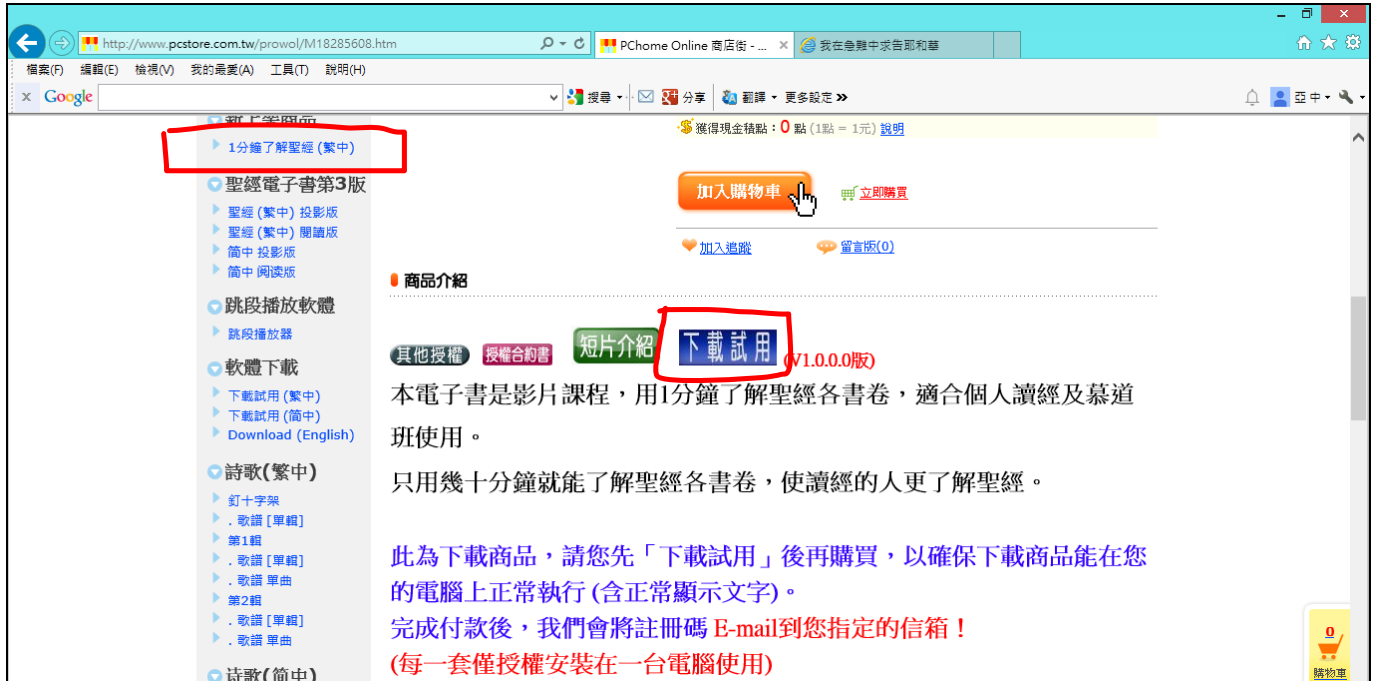 http://www.pcstore.com.tw/prowol/M18285608.htm
PChome Online 商店街 - ...
我在急難中求告耶和華
檔案(F) 編輯(E) 檢視(V) 我的最愛(A) 工具(T) 說明(H)
x Google 搜尋 分享 翻譯 更多設定 » 亞中
新上架商品
1分鐘了解聖經 (繁中)
聖經電子書第3版
聖經 (繁中) 投影版
聖經 (繁中) 閱讀版
简中 投影版
简中 阅读版
跳段播放軟體
跳段播放器
軟體下載
下載試用 (繁中)
下載試用 (简中)
Download (English)
詩歌(繁中)
釘十字架
. 歌譜 [單輯]
第1輯
. 歌譜 [單輯]
. 歌譜 單曲
第2輯
. 歌譜 [單輯]
. 歌譜 單曲
诗歌(简中)
獲得現金積點：0 點 (1點 = 1元) 說明
加入購物車 立即購買
加入追蹤 留言版(0)
商品介紹
其他授權 授權合約書 短片介紹 下載試用 (V1.0.0.0版)
本電子書是影片課程，用1分鐘了解聖經各書卷，適合個人讀經及慕道
班使用。
只用幾十分鐘就能了解聖經各書卷，使讀經的人更了解聖經。
此為下載商品，請您先「下載試用」後再購買，以確保下載商品能在您
的電腦上正常執行 (含正常顯示文字)。
完成付款後，我們會將註冊碼 E-mail到您指定的信箱！
(每一套僅授權安裝在一台電腦使用)
0
購物車